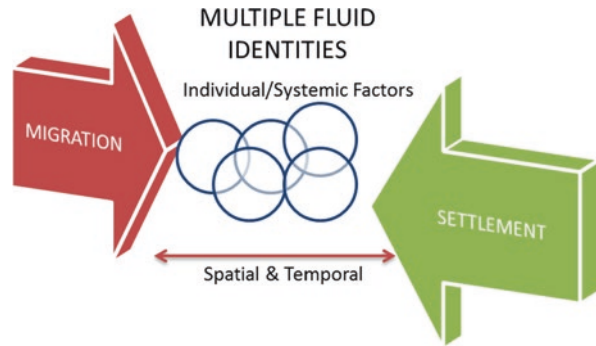 MULTIPLE FLUID
IDENTITIES
Individual/Systemic Factors
MIGRATION
SETTLEMENT
Spatial & Temporal